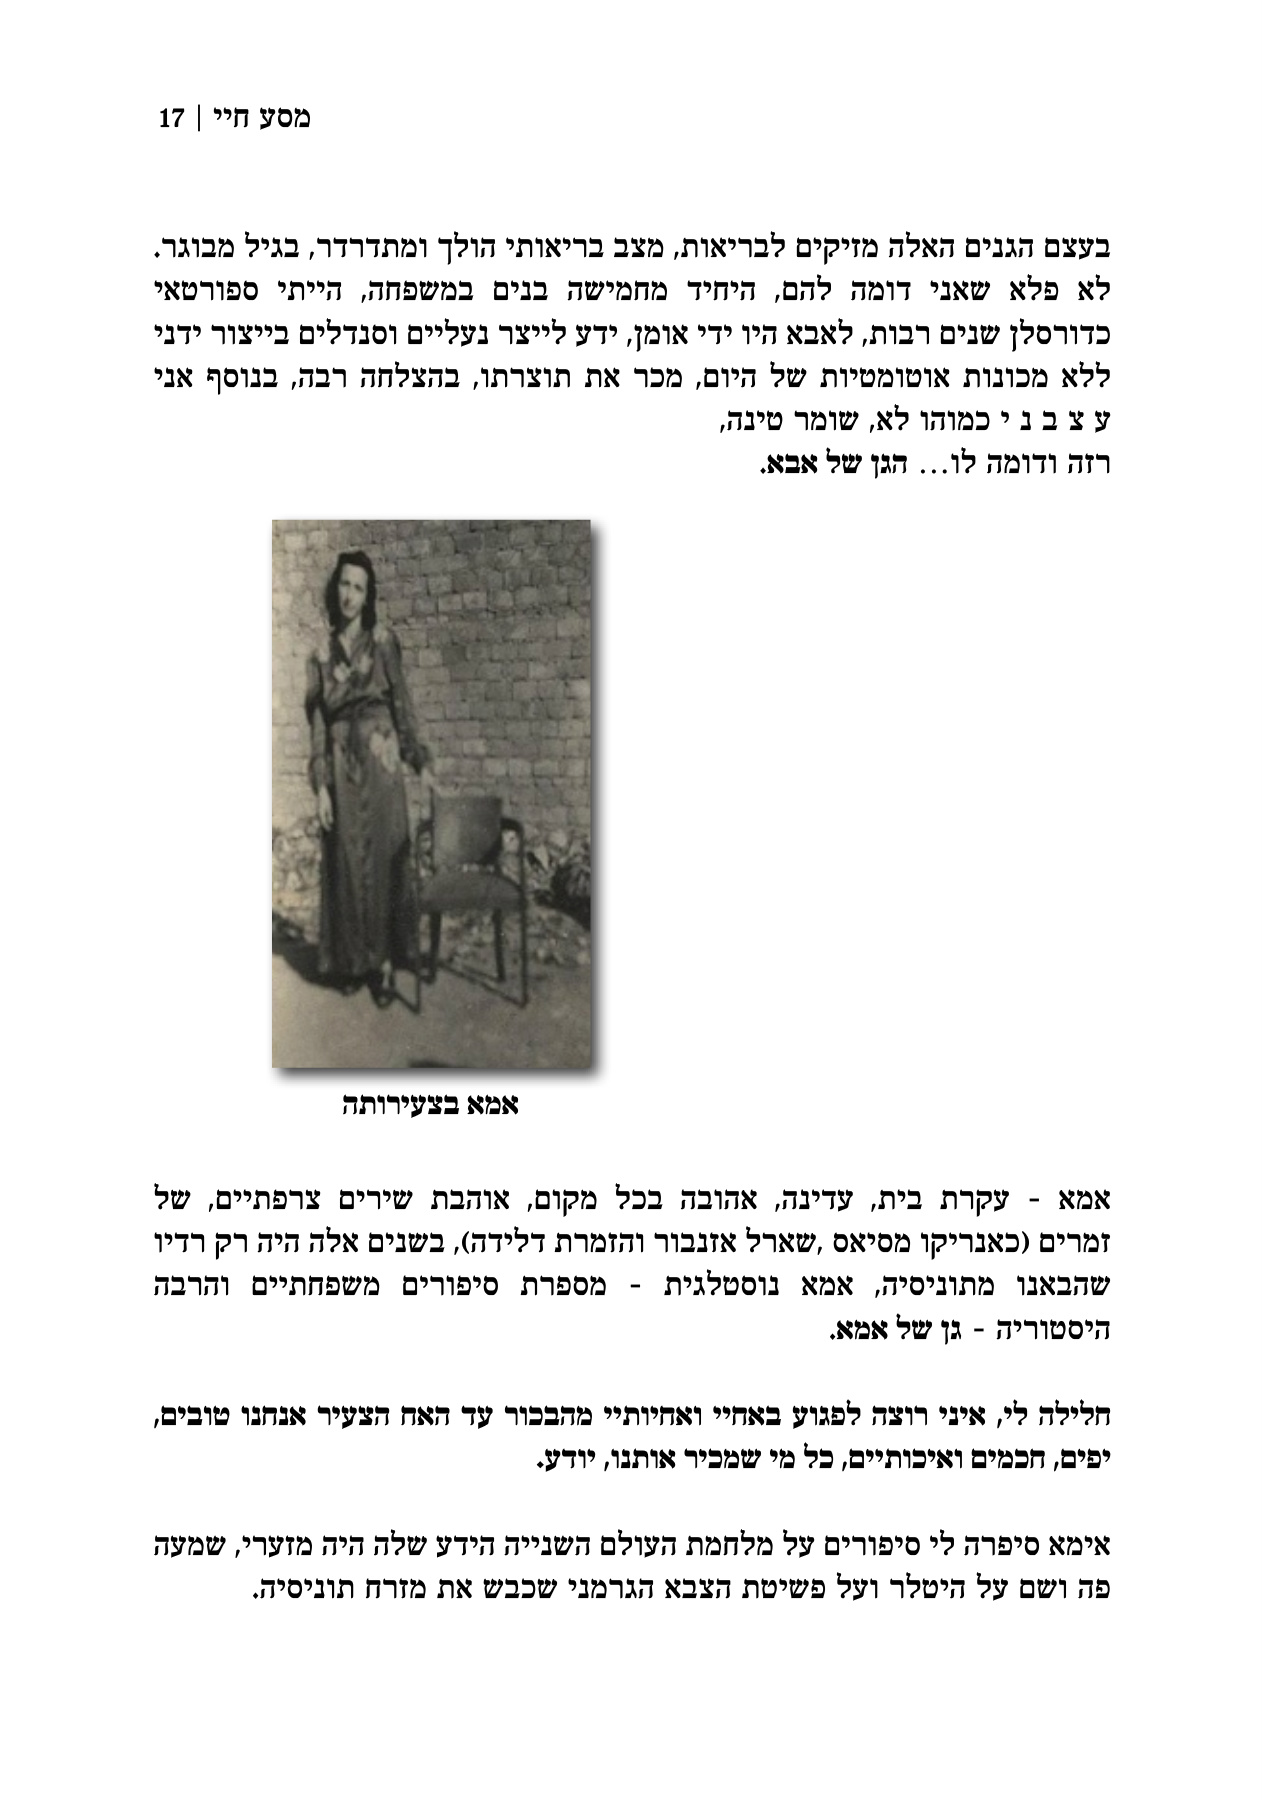 מסע חיי | 17
בעצם הגנים האלה מזיקים לבריאות, מצב בריאותי הולך ומתדרדר, בגיל מבוגר.
לא פלא שאני דומה להם, היחיד מחמישה בנים במשפחה, הייתי ספורטאי
כדורסלן שנים רבות, לאבא היו ידי אומן, ידע לייצר נעליים וסנדלים בייצור ידני
ללא מכונות אוטומטיות של היום, מכר את תוצרתו, בהצלחה רבה, בנוסף אני
ע צ ב נ י כמוהו לא, שומר טינה,
רזה ודומה לו... הגן של אבא.
אמא בצעירותה
אמא - עקרת בית, עדינה, אהובה בכל מקום, אוהבת שירים צרפתיים, של
זמרים (כאנריקו מסיאס ,שארל אזנבור והזמרת דלידה), בשנים אלה היה רק רדיו
שהבאנו מתוניסיה, אמא נוסטלגית - מספרת סיפורים משפחתיים והרבה
היסטוריה - גן של אמא.
חלילה לי, איני רוצה לפגוע באחיי ואחיותיי מהבכור עד האח הצעיר אנחנו טובים,
יפים, חכמים ואיכותיים, כל מי שמכיר אותנו, יודע.
אימא סיפרה לי סיפורים על מלחמת העולם השנייה הידע שלה היה מזערי, שמעה
פה ושם על היטלר ועל פשיטת הצבא הגרמני שכבש את מזרח תוניסיה.